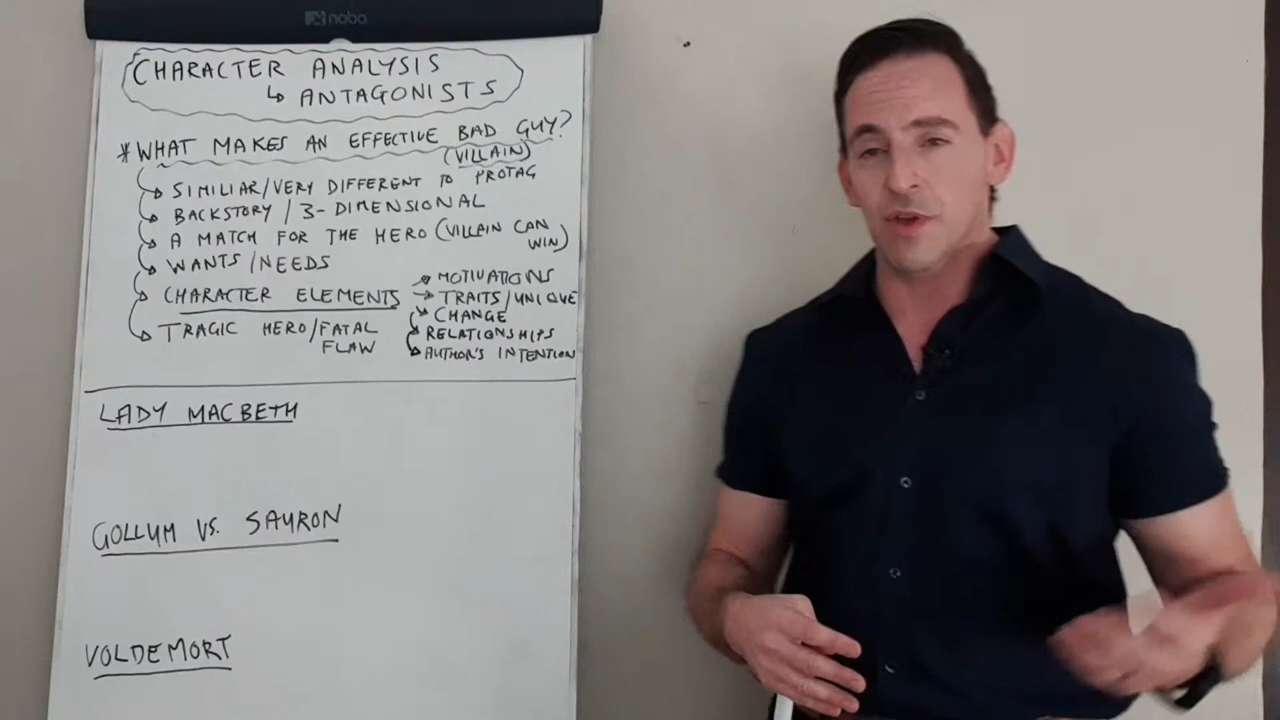 nobo
CHARACTER ANALYSIS
↳ ANTAGONISTS
* WHAT MAKES AN EFFECTIVE BAD GUY?
(VILLAIN)
SIMILIAR/VERY DIFFERENT TO PROTAG
BACKSTORY / 3-DIMENSIONAL
A MATCH FOR THE HERO (VILLAIN CAN
WIN)
WANTS/NEEDS
MOTIVATIONS
CHARACTER ELEMENTS → TRAITS/UNIQUE
CHANGE
TRAGIC HERO/FATAL
FLAW
RELATIONSHIPS
AUTHOR'S INTENTION
LADY MACBETH
GOLLUM VS. SAURON
VOLDEMORT